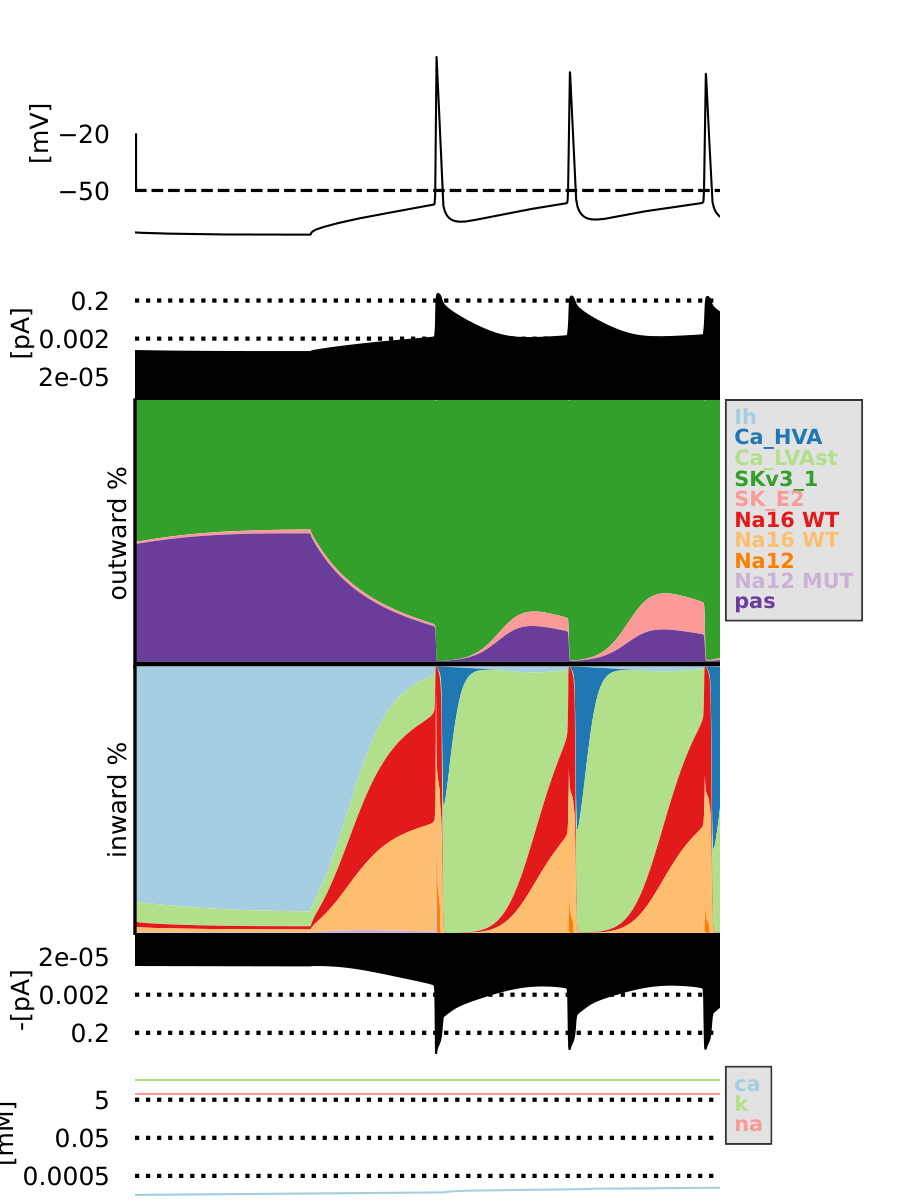 [mV]
−20
−50
[pA]
0.2
0.002
2e-05
outward %
Ih
Ca_HVA
Ca_LVAst
SKv3_1
SK_E2
Na16 WT
Na16 WT
Na12
Na12 MUT
pas
inward %
-[pA]
2e-05
0.002
0.2
[mM]
5
0.05
0.0005
ca
k
na